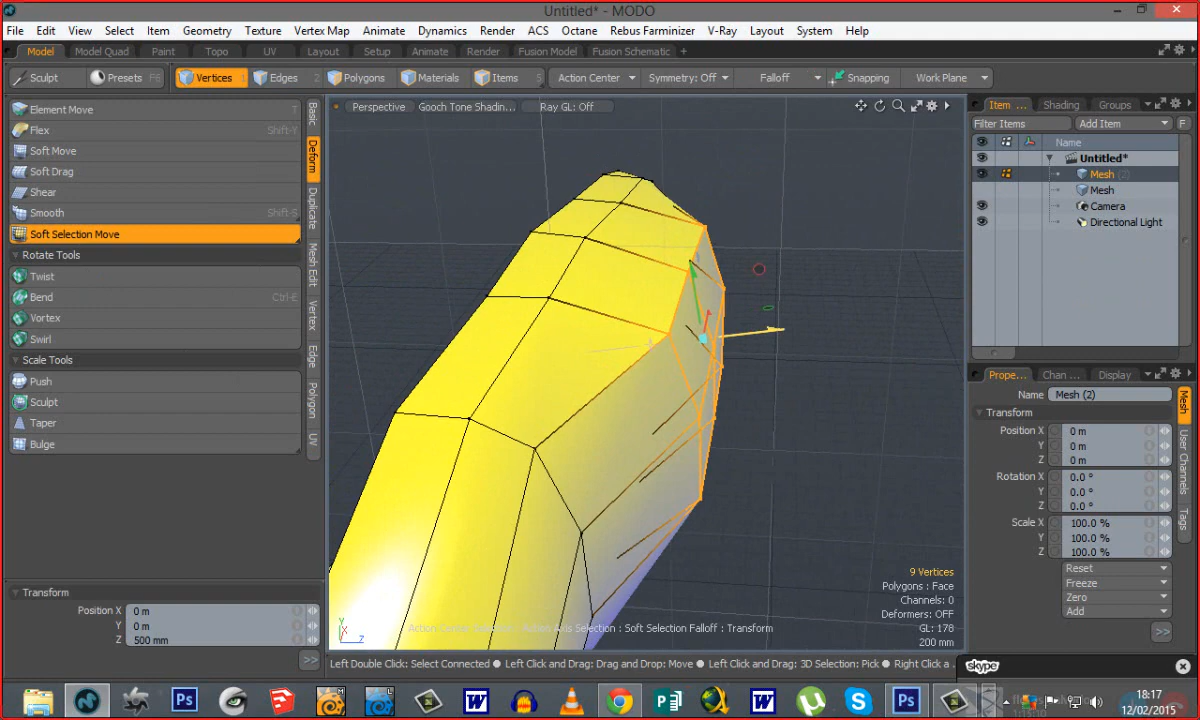 Untitled* - MODO
File Edit View Select Item Geometry Texture Vertex Map Animate Dynamics Render ACS Octane Rebus Farminizer V-Ray Layout System Help
Model Model Quad Paint Topo UV Layout Setup Animate Render Fusion Model Fusion Schematic +
Sculpt Presets F6 Vertices 1 Edges 2 Polygons Materials Items 5 Action Center Symmetry: Off Falloff Snapping Work Plane
Element Move T
Flex Shift-Y
Soft Move
Soft Drag
Shear
Smooth Shift-S
Soft Selection Move
Rotate Tools
Twist
Bend Ctrl-E
Vortex
Swirl
Scale Tools
Push
Sculpt
Taper
Bulge
Basic
Deform
Duplicate
Mesh Edit
Vertex
Edge
Polygon
UV
Transform
Position X 0 m
Y 0 m
Z 500 mm
>>
Perspective Gooch Tone Shadin... Ray GL: Off
9 Vertices
Polygons : Face
Channels: 0
Deformers: OFF
GL: 178
200 mm
Y
X
Z
: Soft Selection Falloff : Transform
Left Double Click: Select Connected ● Left Click and Drag: Drag and Drop: Move ● Left Click and Drag: 3D Selection: Pick ● Right Click a
Item ... Shading Groups
Filter Items Add Item F
Name
Untitled*
Mesh (2)
Mesh
Camera
Directional Light
Prope... Chan ... Display
Name Mesh (2)
Transform
Position X 0 m
Y 0 m
Z 0 m
Rotation X 0.0 °
Y 0.0 °
Z 0.0 °
Scale X 100.0 %
Y 100.0 %
Z 100.0 %
Reset
Freeze
Zero
Add
>>
Mesh
User Channels
Tags
skype
Ps W W Ps
18:17
12/02/2015